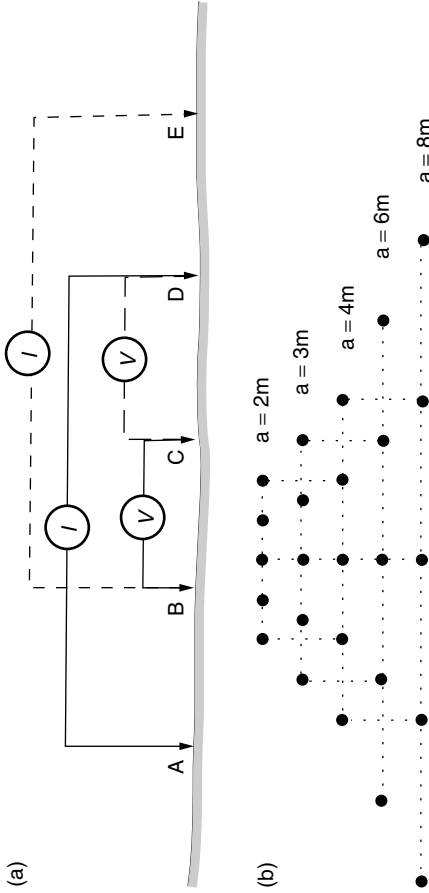 (a)
I
I
V
V
A
B
C
D
E
(b)
a = 2m
a = 3m
a = 4m
a = 6m
a = 8m